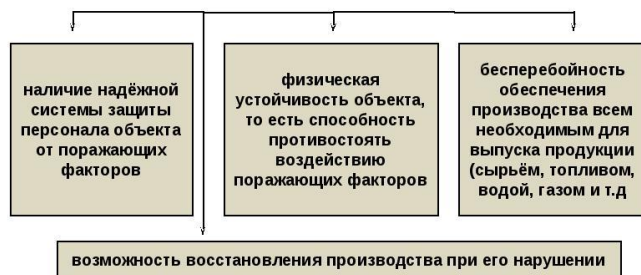 наличие надёжной
системы защиты
персонала объекта
от поражающих
факторов
физическая
устойчивость объекта,
то есть способность
противостоять
воздействию
поражающих факторов
бесперебойность
обеспечения
производства всем
необходимым для
выпуска продукции
(сырьём, топливом,
водой, газом и т.д
возможность восстановления производства при его нарушении